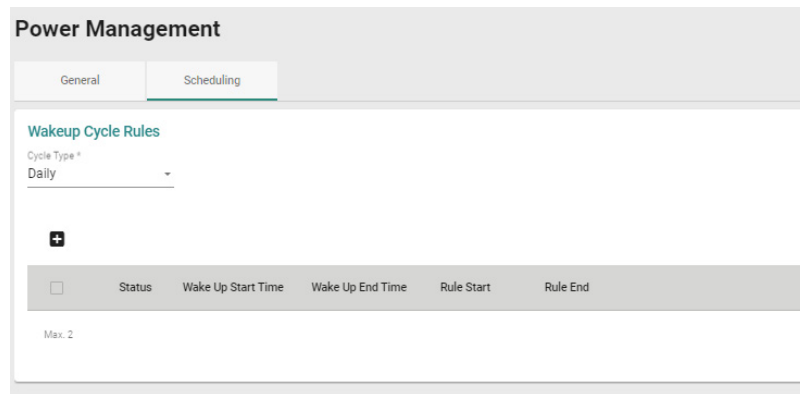 Power Management
General Scheduling
Wakeup Cycle Rules
Cycle Type *
Daily
Status Wake Up Start Time Wake Up End Time Rule Start Rule End
Max. 2